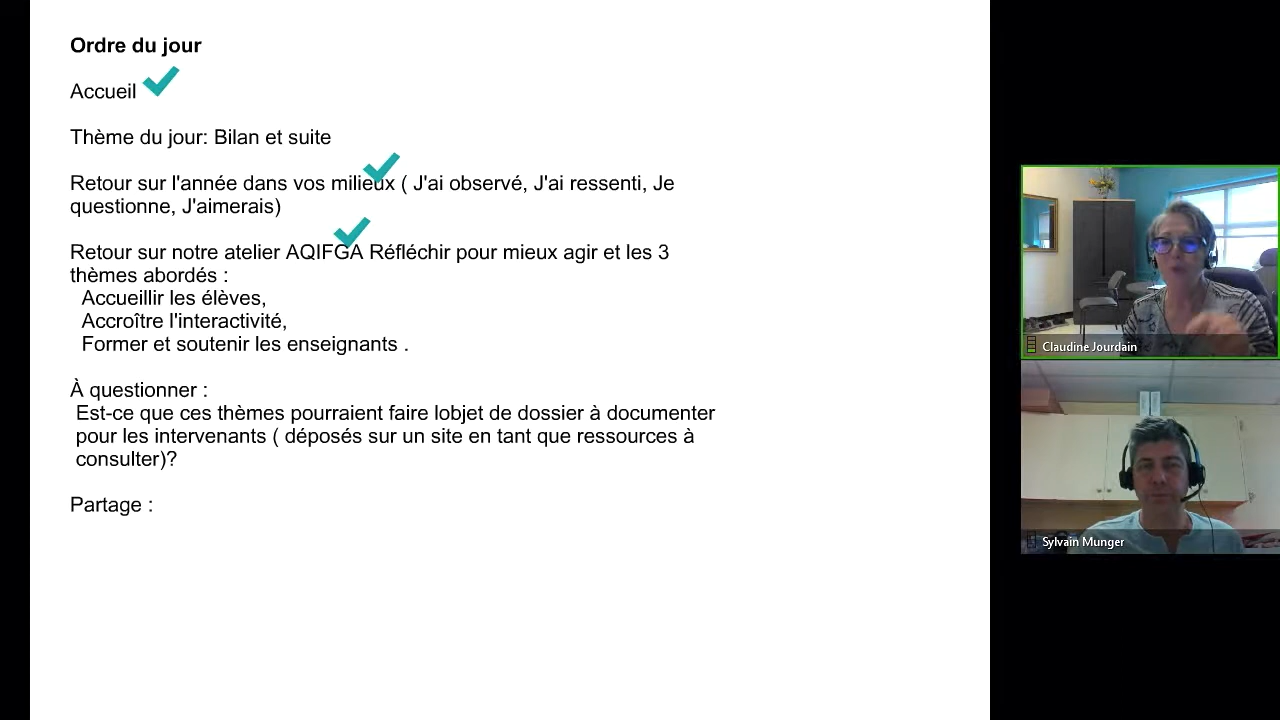 Ordre du jour
Accueil
Thème du jour: Bilan et suite
Retour sur l'année dans vos milieux ( J'ai observé, J'ai ressenti, Je
questionne, J'aimerais)
Retour sur notre atelier AQIFGA Réfléchir pour mieux agir et les 3
thèmes abordés :
Accueillir les élèves,
Accroître l'interactivité,
Former et soutenir les enseignants .
À questionner :
Est-ce que ces thèmes pourraient faire lobjet de dossier à documenter
pour les intervenants ( déposés sur un site en tant que ressources à
consulter)?
Partage :
Claudine Jourdain
Sylvain Munger